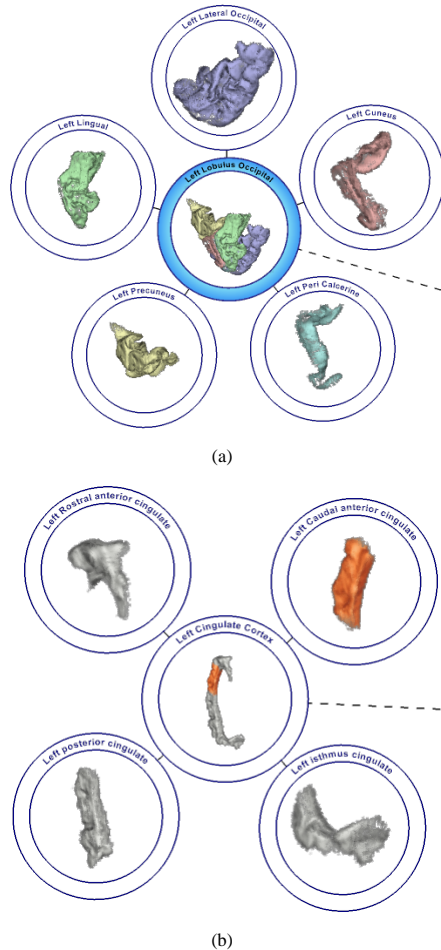 Left Lateral Occipital
Left Lingual
Left Cuneus
Left Lobulus Occipital
Left Precuneus
Left Peri Calcerine
(a)
Left Rostral anterior cingulate
Left Caudal anterior cingulate
Left Cingulate Cortex
Left posterior cingulate
Left isthmus cingulate
(b)